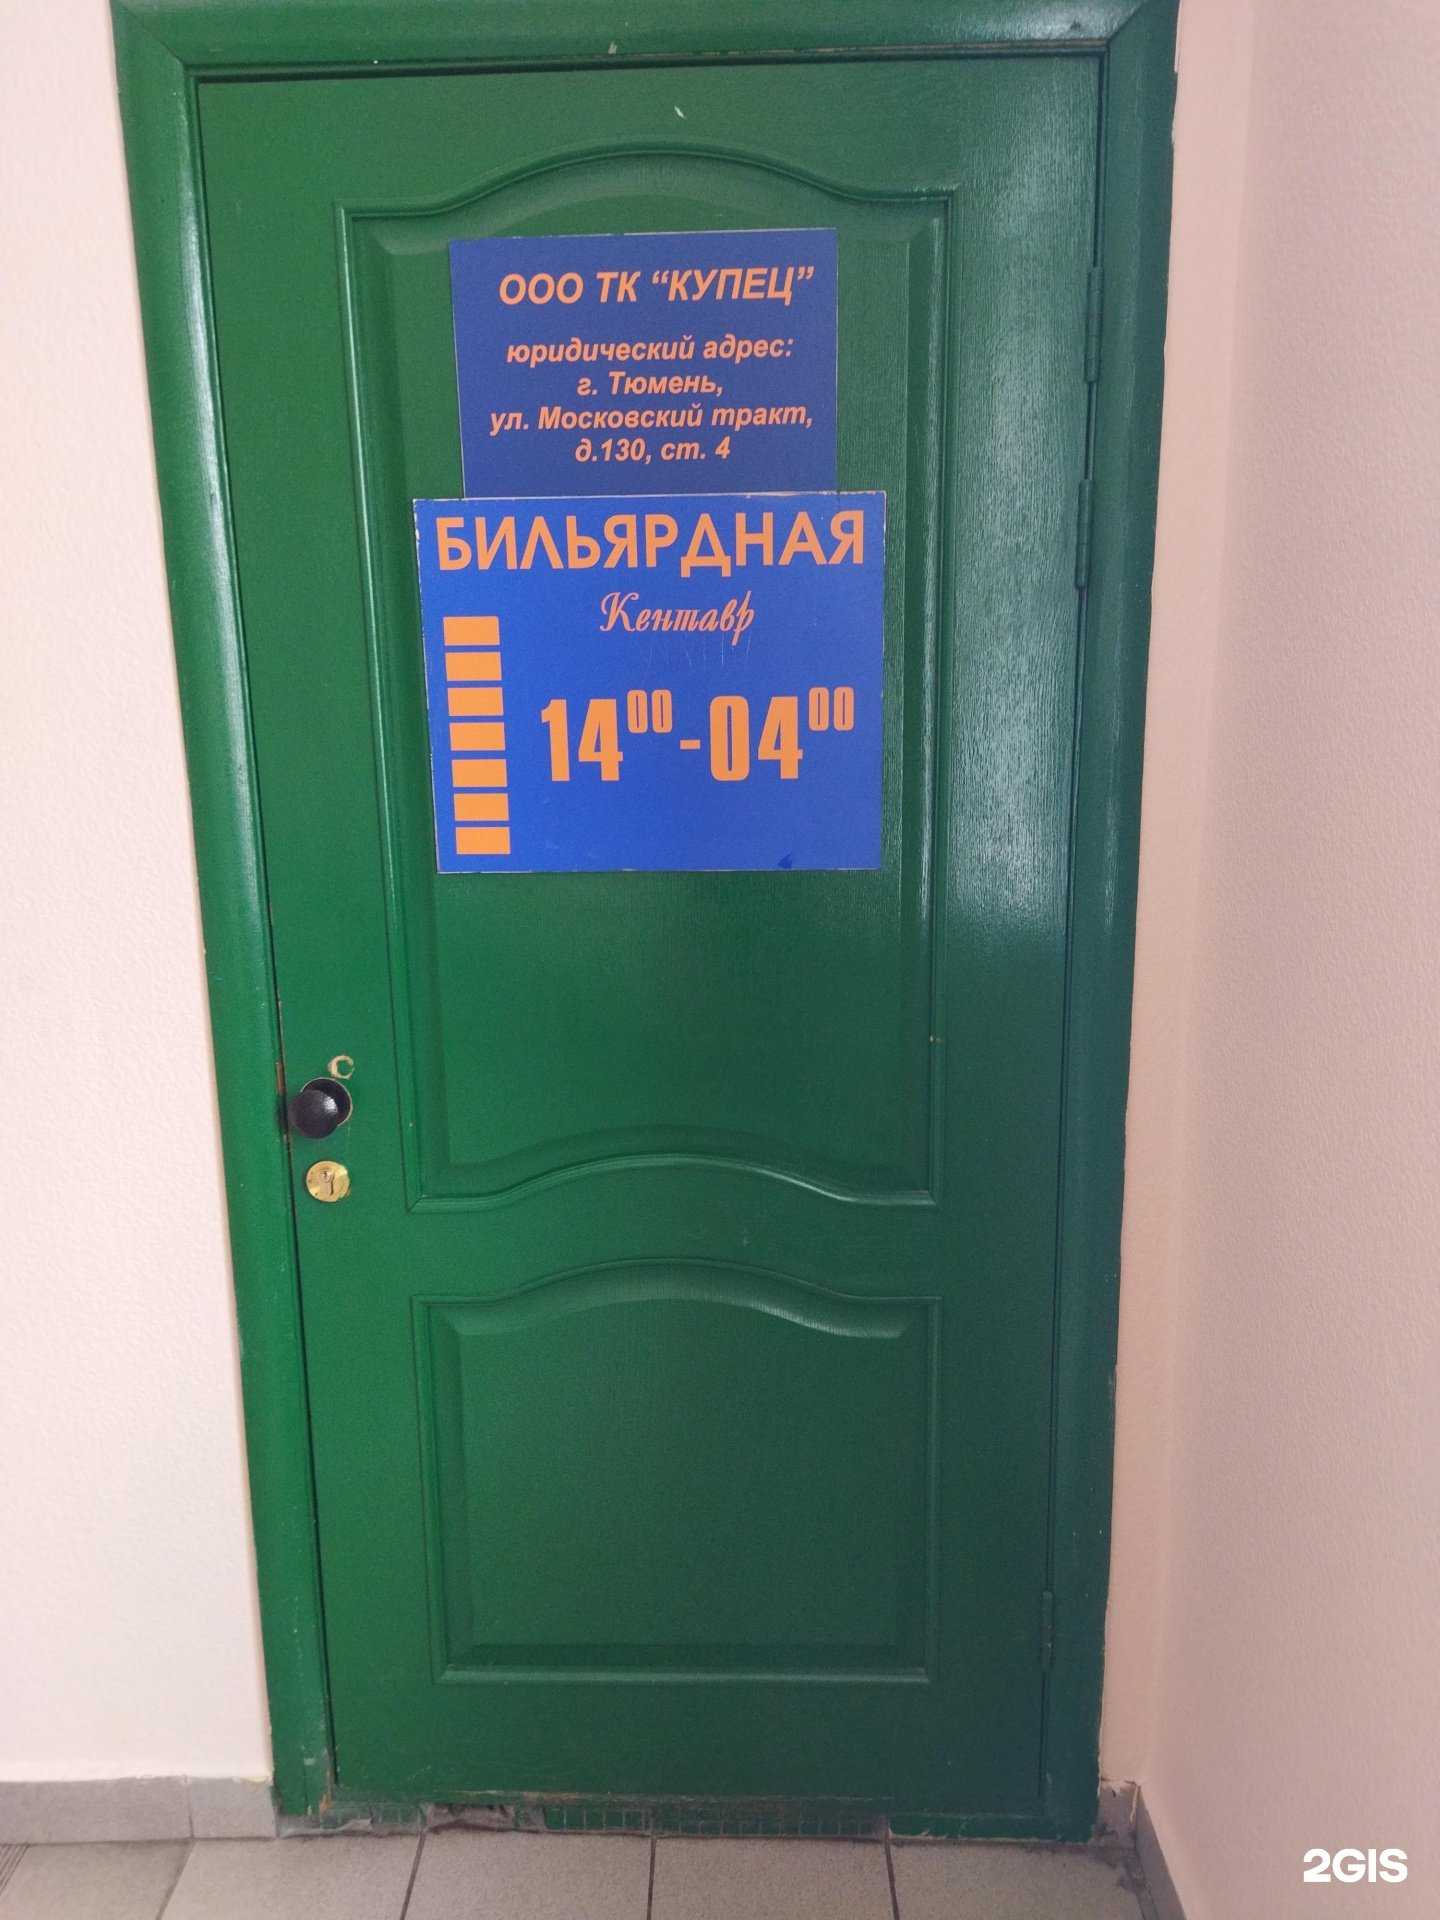 ООО ТК “КУПЕЦ”
юридический адрес:
г. Тюмень,
ул. Московский тракт,
д.130, ст. 4
БИЛЬЯРДНАЯ
Кентавр
14⁰⁰-04⁰⁰
2GIS